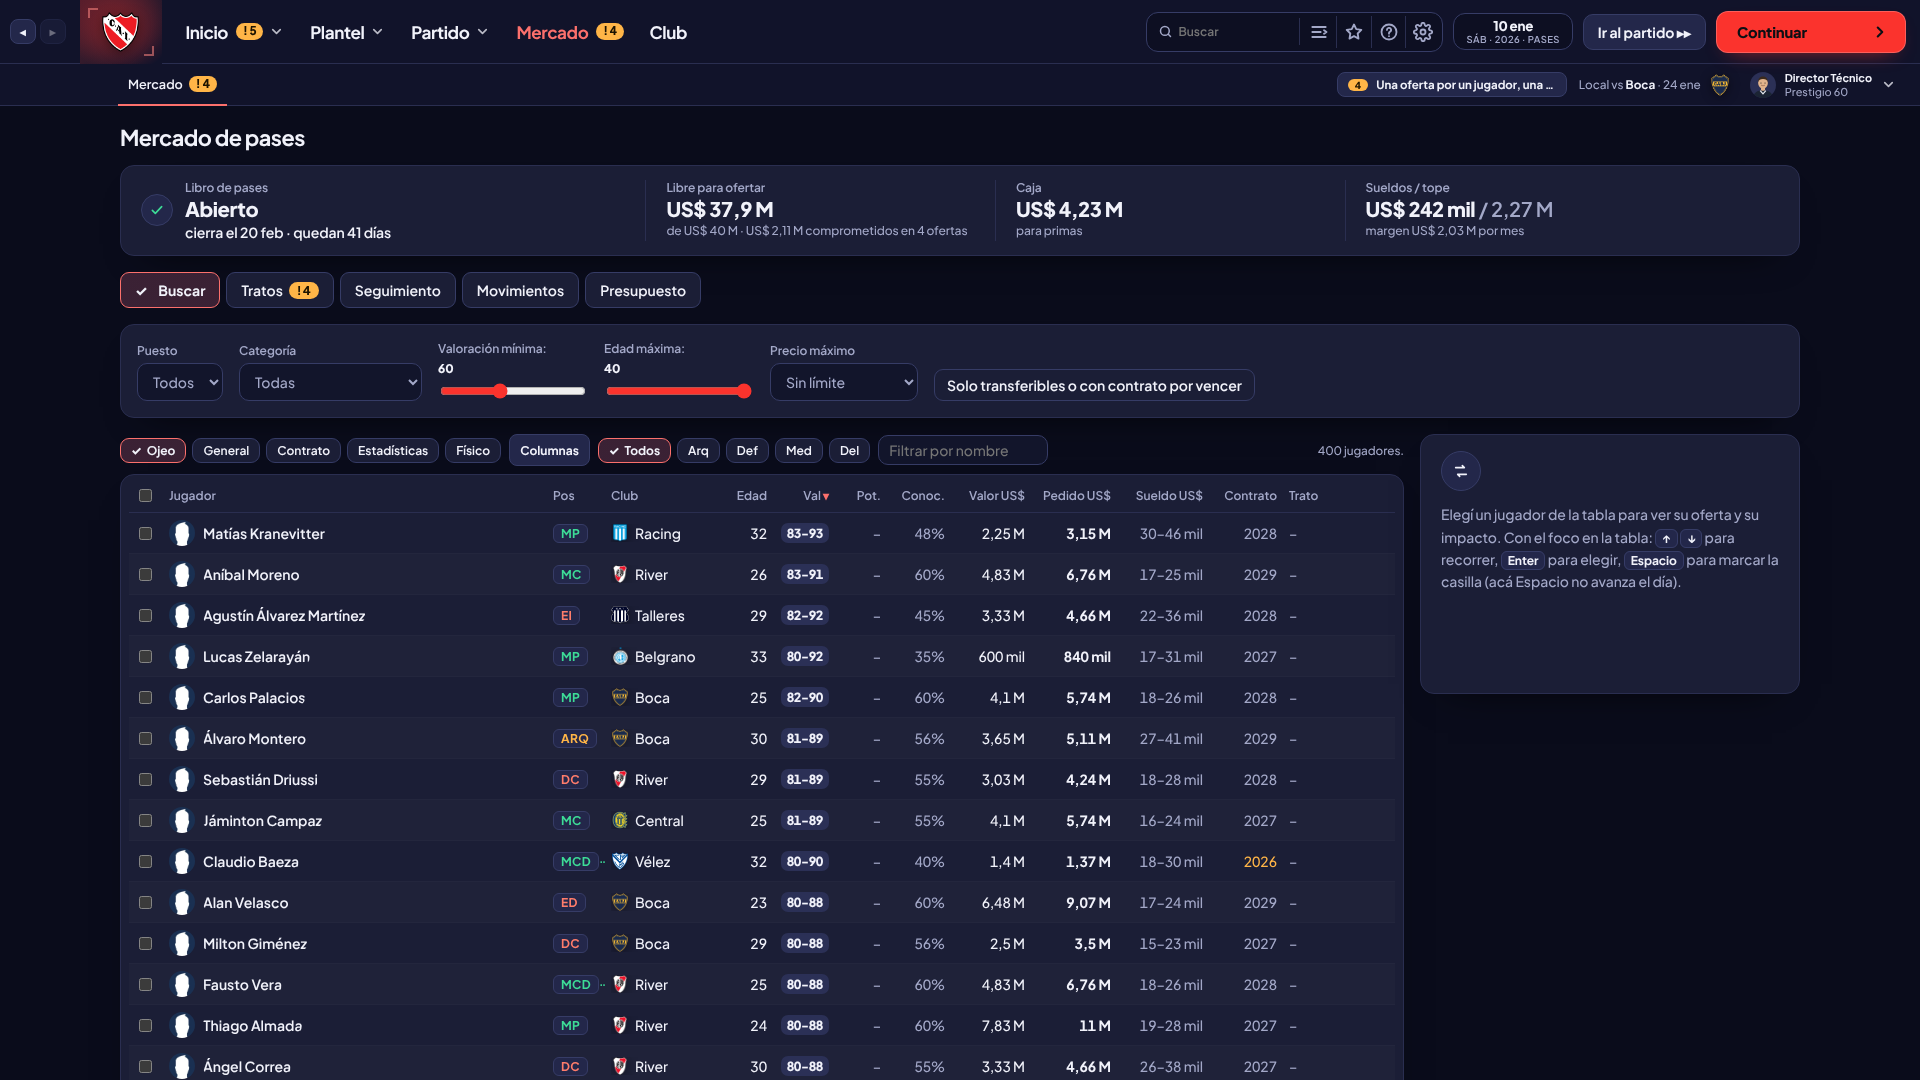 ◂
▸
C.A.I.
Inicio !5
Plantel
Partido
Mercado !4
Club
Buscar
10 ene
SÁB · 2026 · PASES
Ir al partido ▸▸
Continuar
Mercado !4
4 Una oferta por un jugador, una ...
Local vs Boca · 24 ene
Director Técnico
Prestigio 60
Mercado de pases
Libro de pases
Abierto
cierra el 20 feb · quedan 41 días
Libre para ofertar
US$ 37,9 M
de US$ 40 M · US$ 2,11 M comprometidos en 4 ofertas
Caja
US$ 4,23 M
para primas
Sueldos / tope
US$ 242 mil / 2,27 M
margen US$ 2,03 M por mes
✓ Buscar
Tratos !4
Seguimiento
Movimientos
Presupuesto
Puesto
Todos
Categoría
Todas
Valoración mínima:
60
Edad máxima:
40
Precio máximo
Sin límite
Solo transferibles o con contrato por vencer
✓ Ojeo
General
Contrato
Estadísticas
Físico
Columnas
✓ Todos
Arq
Def
Med
Del
Filtrar por nombre
400 jugadores.
Jugador Pos Club Edad Val▼ Pot. Conoc. Valor US$ Pedido US$ Sueldo US$ Contrato Trato
Matías Kranevitter MP Racing 32 83–93 – 48% 2,25 M 3,15 M 30–46 mil 2028 –
Aníbal Moreno MC River 26 83–91 – 60% 4,83 M 6,76 M 17–25 mil 2029 –
Agustín Álvarez Martínez EI Talleres 29 82–92 – 45% 3,33 M 4,66 M 22–36 mil 2028 –
Lucas Zelarayán MP Belgrano 33 80–92 – 35% 600 mil 840 mil 17–31 mil 2027 –
Carlos Palacios MP Boca 25 82–90 – 60% 4,1 M 5,74 M 18–26 mil 2028 –
Álvaro Montero ARQ Boca 30 81–89 – 56% 3,65 M 5,11 M 27–41 mil 2029 –
Sebastián Driussi DC River 29 81–89 – 55% 3,03 M 4,24 M 18–28 mil 2028 –
Jáminton Campaz MC Central 25 81–89 – 55% 4,1 M 5,74 M 16–24 mil 2027 –
Claudio Baeza MCD Vélez 32 80–90 – 40% 1,4 M 1,37 M 18–30 mil 2026 –
Alan Velasco ED Boca 23 80–88 – 60% 6,48 M 9,07 M 17–24 mil 2029 –
Milton Giménez DC Boca 29 80–88 – 56% 2,5 M 3,5 M 15–23 mil 2027 –
Fausto Vera MCD River 25 80–88 – 60% 4,83 M 6,76 M 18–26 mil 2028 –
Thiago Almada MP River 24 80–88 – 60% 7,83 M 11 M 19–28 mil 2027 –
Ángel Correa DC River 30 80–88 – 55% 3,33 M 4,66 M 26–38 mil 2027 –
Elegí un jugador de la tabla para ver su oferta y su
impacto. Con el foco en la tabla: ↑ ↓ para
recorrer, Enter para elegir, Espacio para marcar la
casilla (acá Espacio no avanza el día).